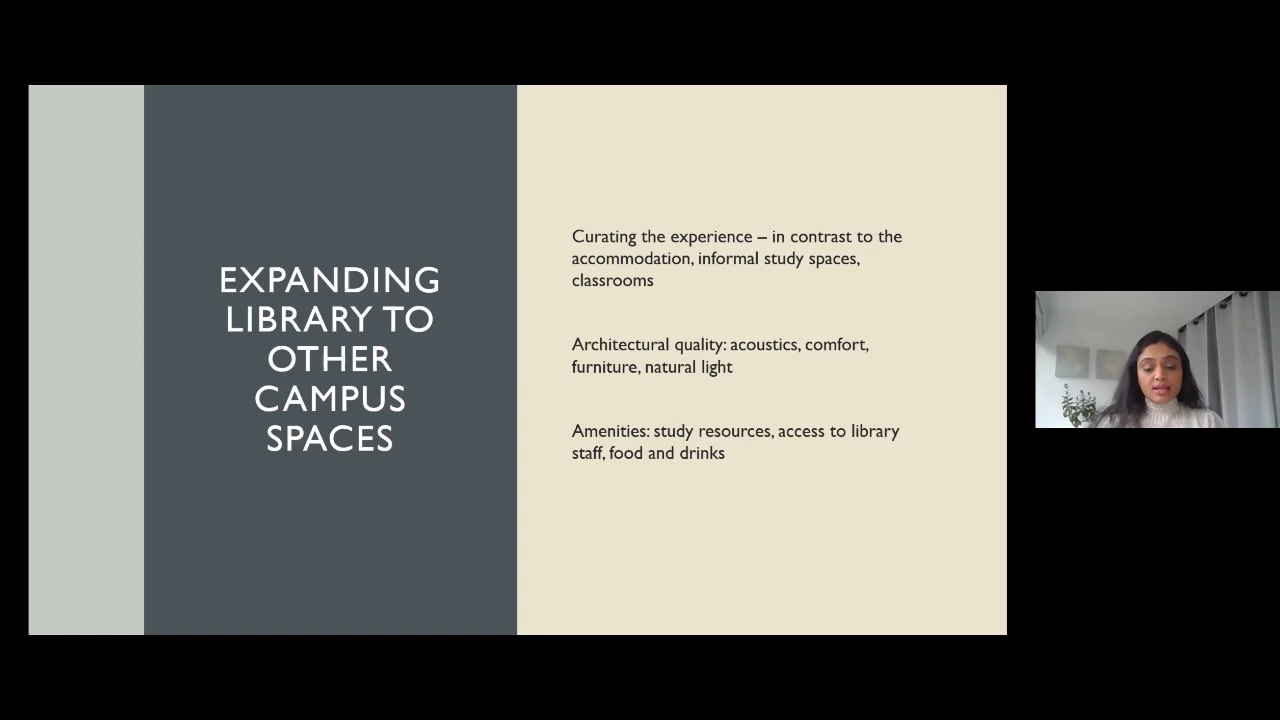 EXPANDING
LIBRARY TO
OTHER
CAMPUS
SPACES
Curating the experience – in contrast to the
accommodation, informal study spaces,
classrooms
Architectural quality: acoustics, comfort,
furniture, natural light
Amenities: study resources, access to library
staff, food and drinks